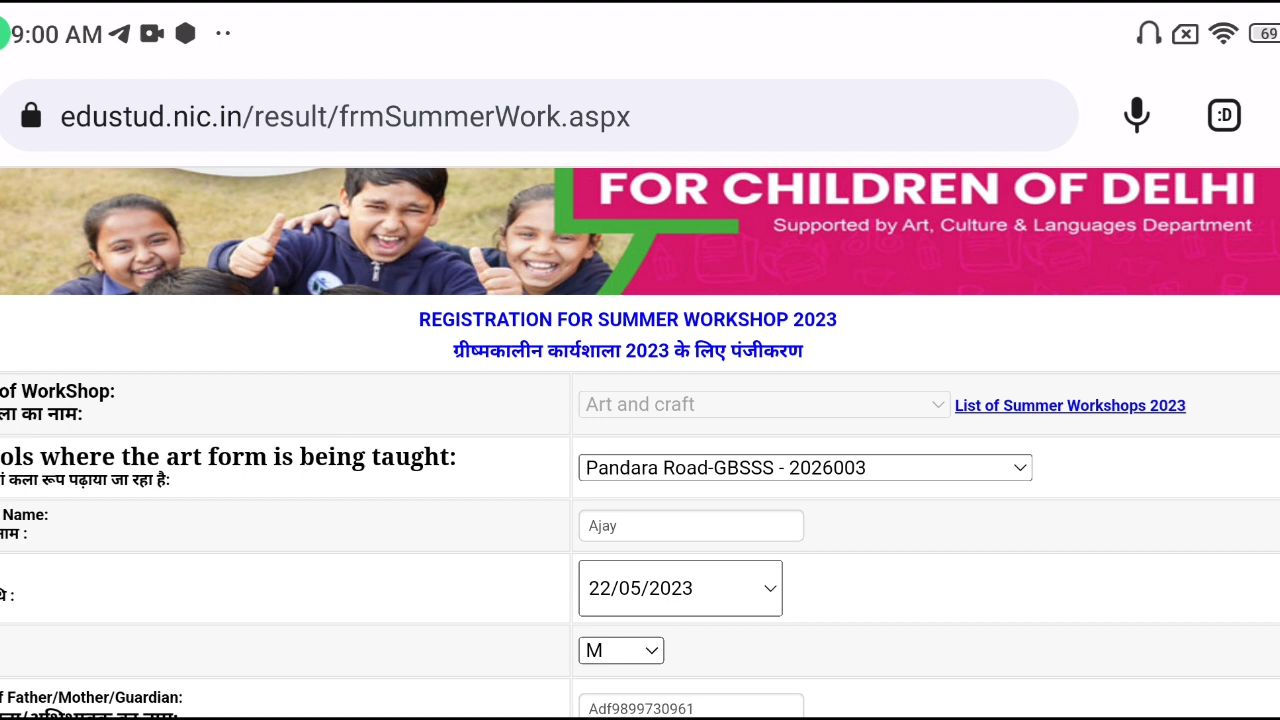 9:00 AM
69
edustud.nic.in/result/frmSummerWork.aspx
:D
FOR CHILDREN OF DELHI
Supported by Art, Culture & Languages Department
REGISTRATION FOR SUMMER WORKSHOP 2023
ग्रीष्मकालीन कार्यशाला 2023 के लिए पंजीकरण
of WorkShop:
ला का नाम:
Art and craft
List of Summer Workshops 2023
ols where the art form is being taught:
ां कला रूप पढ़ाया जा रहा है:
Pandara Road-GBSSS - 2026003
Name:
नाम :
Ajay
थि :
22/05/2023
M
f Father/Mother/Guardian:
Adf9899730961